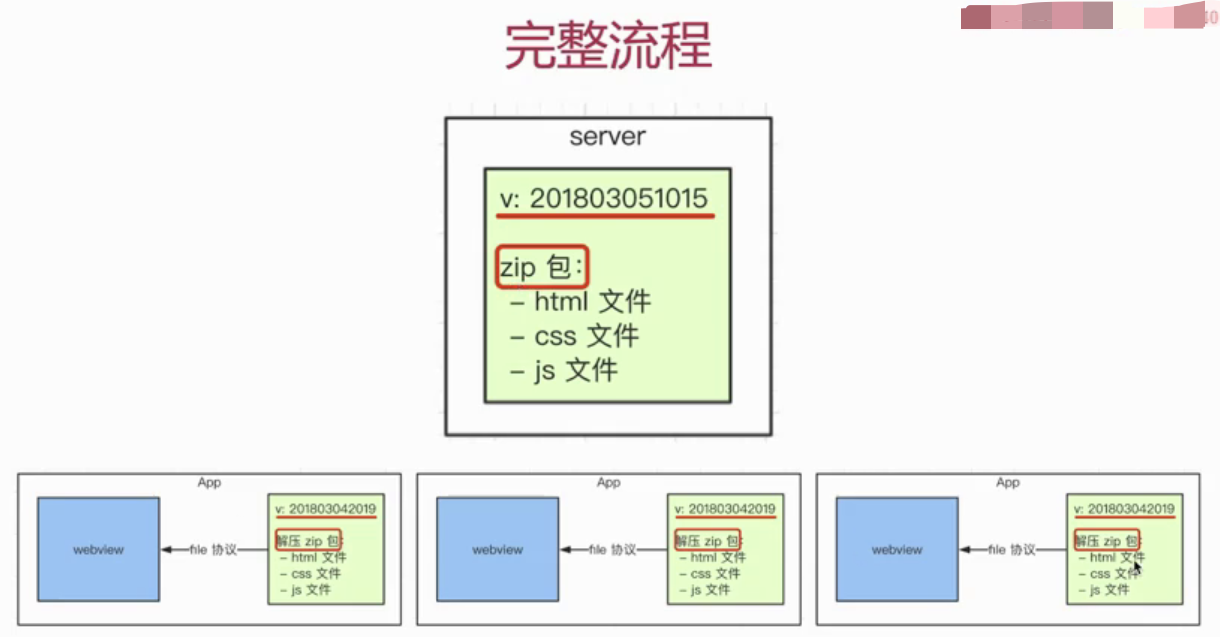 完整流程
server
v: 201803051015
zip 包:
- html 文件
- css 文件
- js 文件
App
webview
file 协议
v: 201803042019
解压 zip 包:
- html 文件
- css 文件
- js 文件
App
webview
file 协议
v: 201803042019
解压 zip 包:
- html 文件
- css 文件
- js 文件
App
webview
file 协议
v: 201803042019
解压 zip 包:
- html 文件
- css 文件
- js 文件